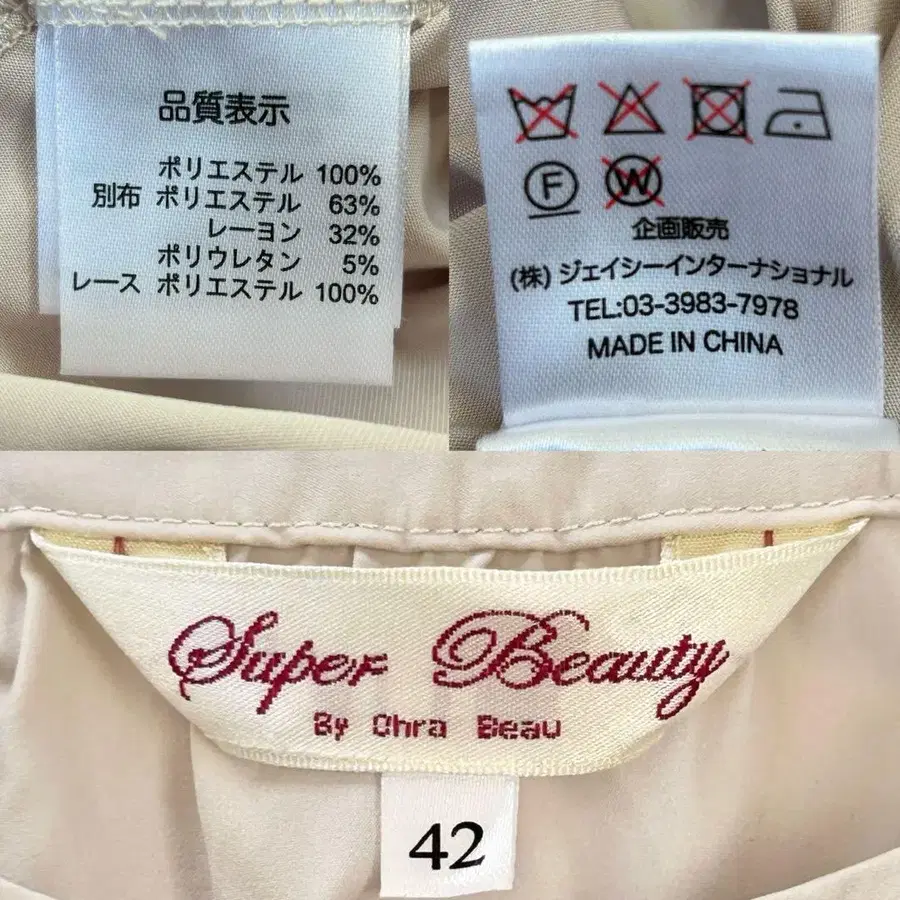 品質表示
ポリエステル 100%
別布 ポリエステル 63%
レーヨン 32%
ポリウレタン 5%
レース ポリエステル 100%
F W
企画販売
(株) ジェイシーインターナショナル
TEL:03-3983-7978
MADE IN CHINA
Super Beauty
By Chra Beau
42